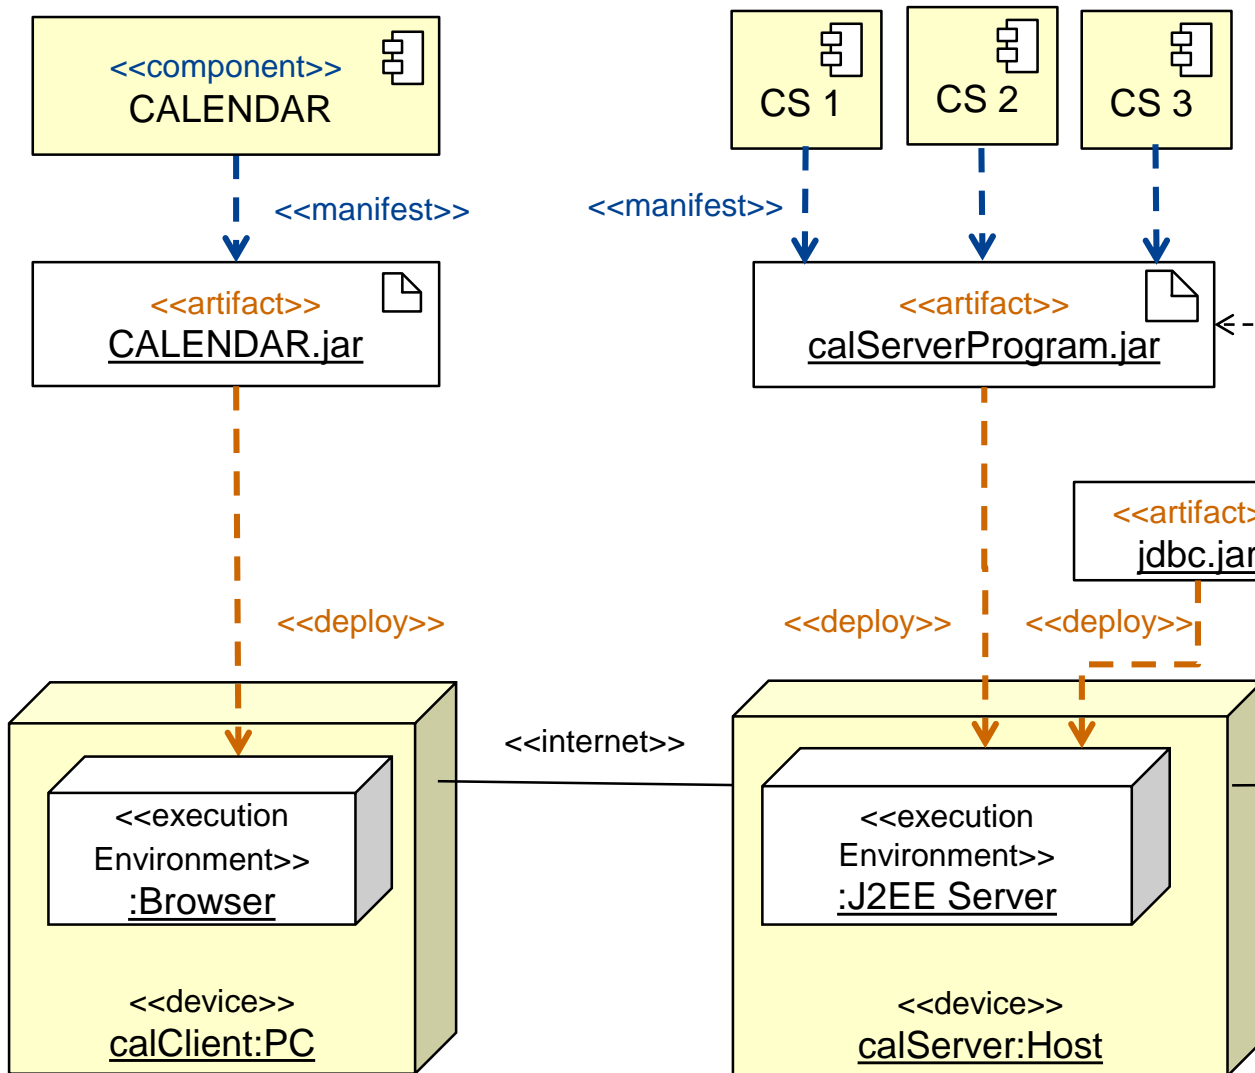 <<component>>
CALENDAR
CS 1
CS 2
CS 3
<<manifest>>
<<manifest>>
<<artifact>>
CALENDAR.jar
<<artifact>>
calServerProgram.jar
<<artifact>
jdbc.jar
<<deploy>>
<<deploy>>
<<deploy>>
<<internet>>
<<execution
Environment>>
:Browser
<<execution
Environment>>
:J2EE Server
<<device>>
calClient:PC
<<device>>
calServer:Host